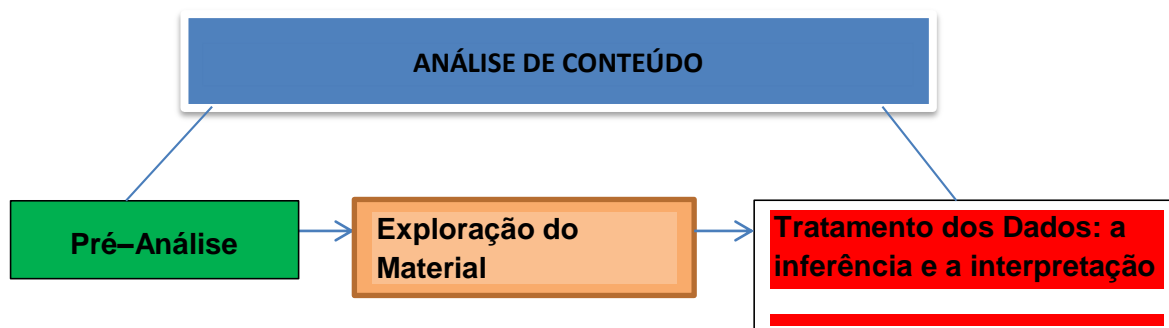 ANÁLISE DE CONTEÚDO
Pré–Análise
Exploração do
Material
Tratamento dos Dados: a
inferência e a interpretação